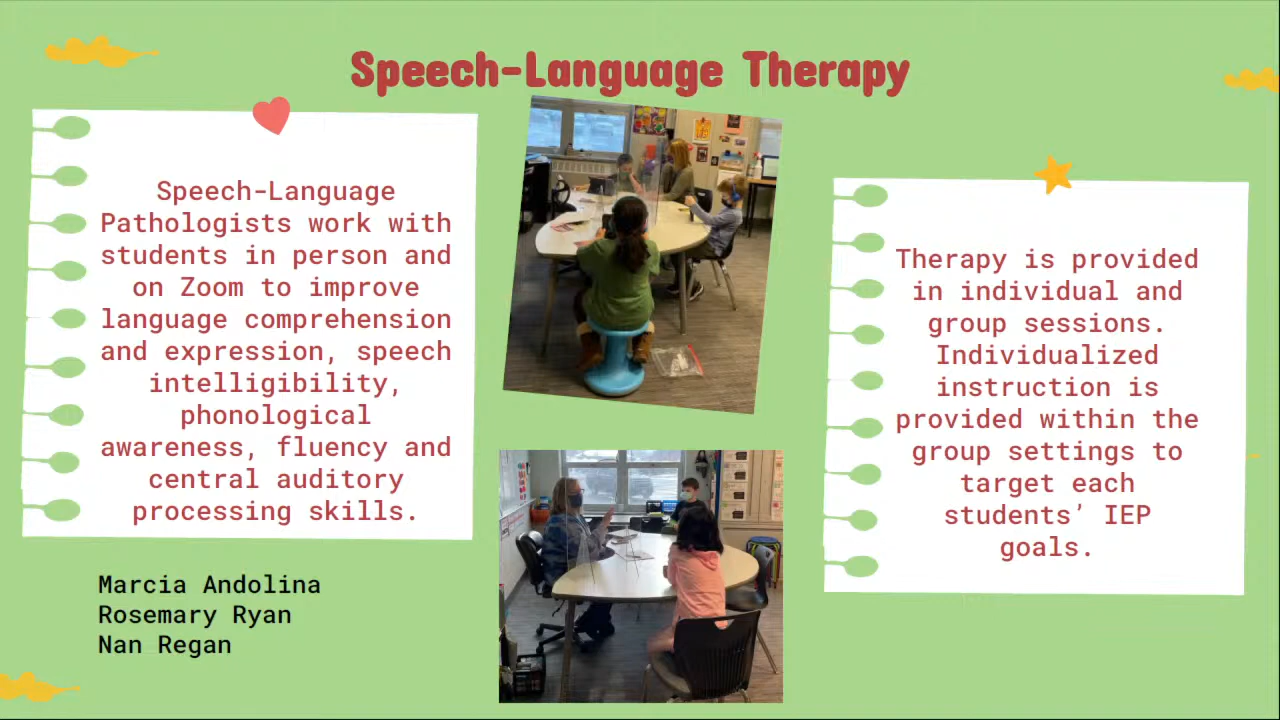 Speech-Language Therapy
Speech-Language
Pathologists work with
students in person and
on Zoom to improve
language comprehension
and expression, speech
intelligibility,
phonological
awareness, fluency and
central auditory
processing skills.
Therapy is provided
in individual and
group sessions.
Individualized
instruction is
provided within the
group settings to
target each
students’ IEP
goals.
Marcia Andolina
Rosemary Ryan
Nan Regan